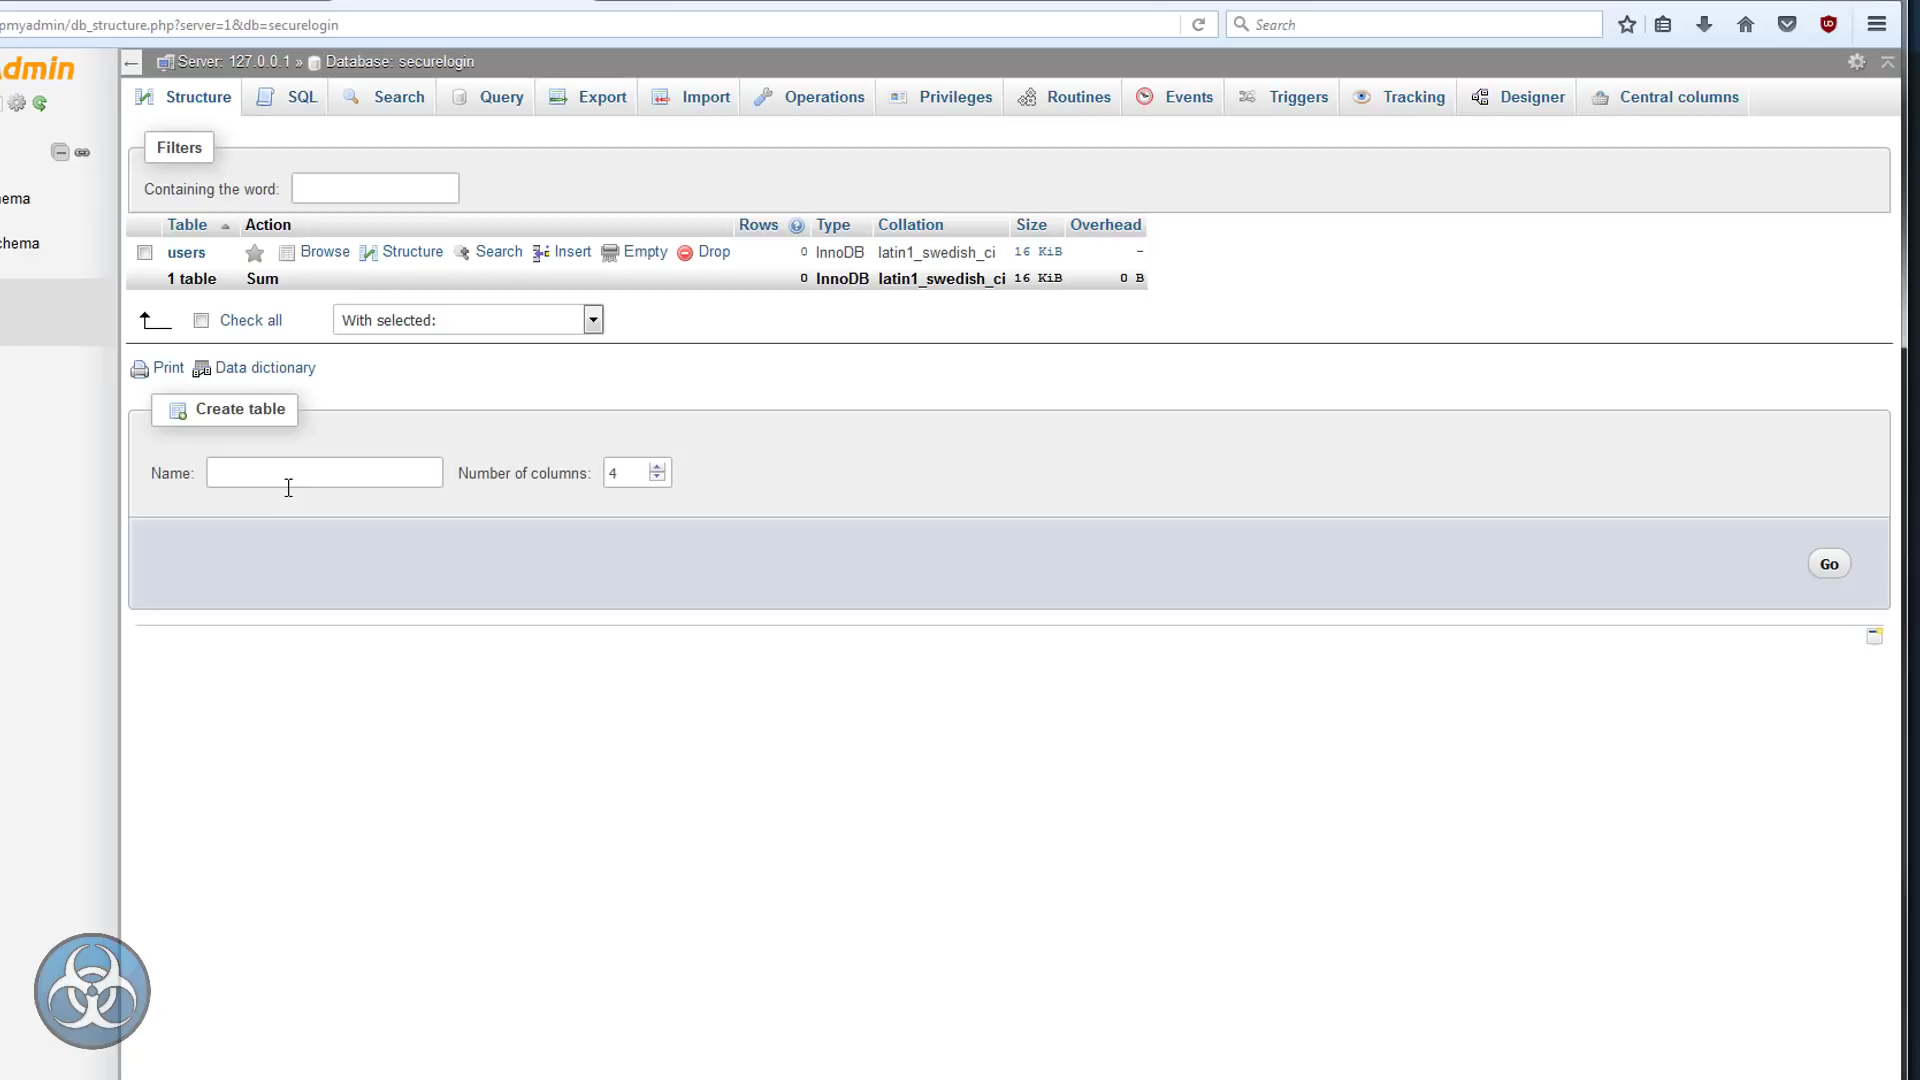 pmyadmin/db_structure.php?server=1&db=securelogin
Search
dmin
Server: 127.0.0.1 » Database: securelogin
Structure SQL Search Query Export Import Operations Privileges Routines Events Triggers Tracking Designer Central columns
Filters
Containing the word:
ema
chema
Table Action Rows Type Collation Size Overhead
users Browse Structure Search Insert Empty Drop 0 InnoDB latin1_swedish_ci 16 KiB -
1 table Sum 0 InnoDB latin1_swedish_ci 16 KiB 0 B
Check all With selected:
Print Data dictionary
Create table
Name: Number of columns: 4
Go